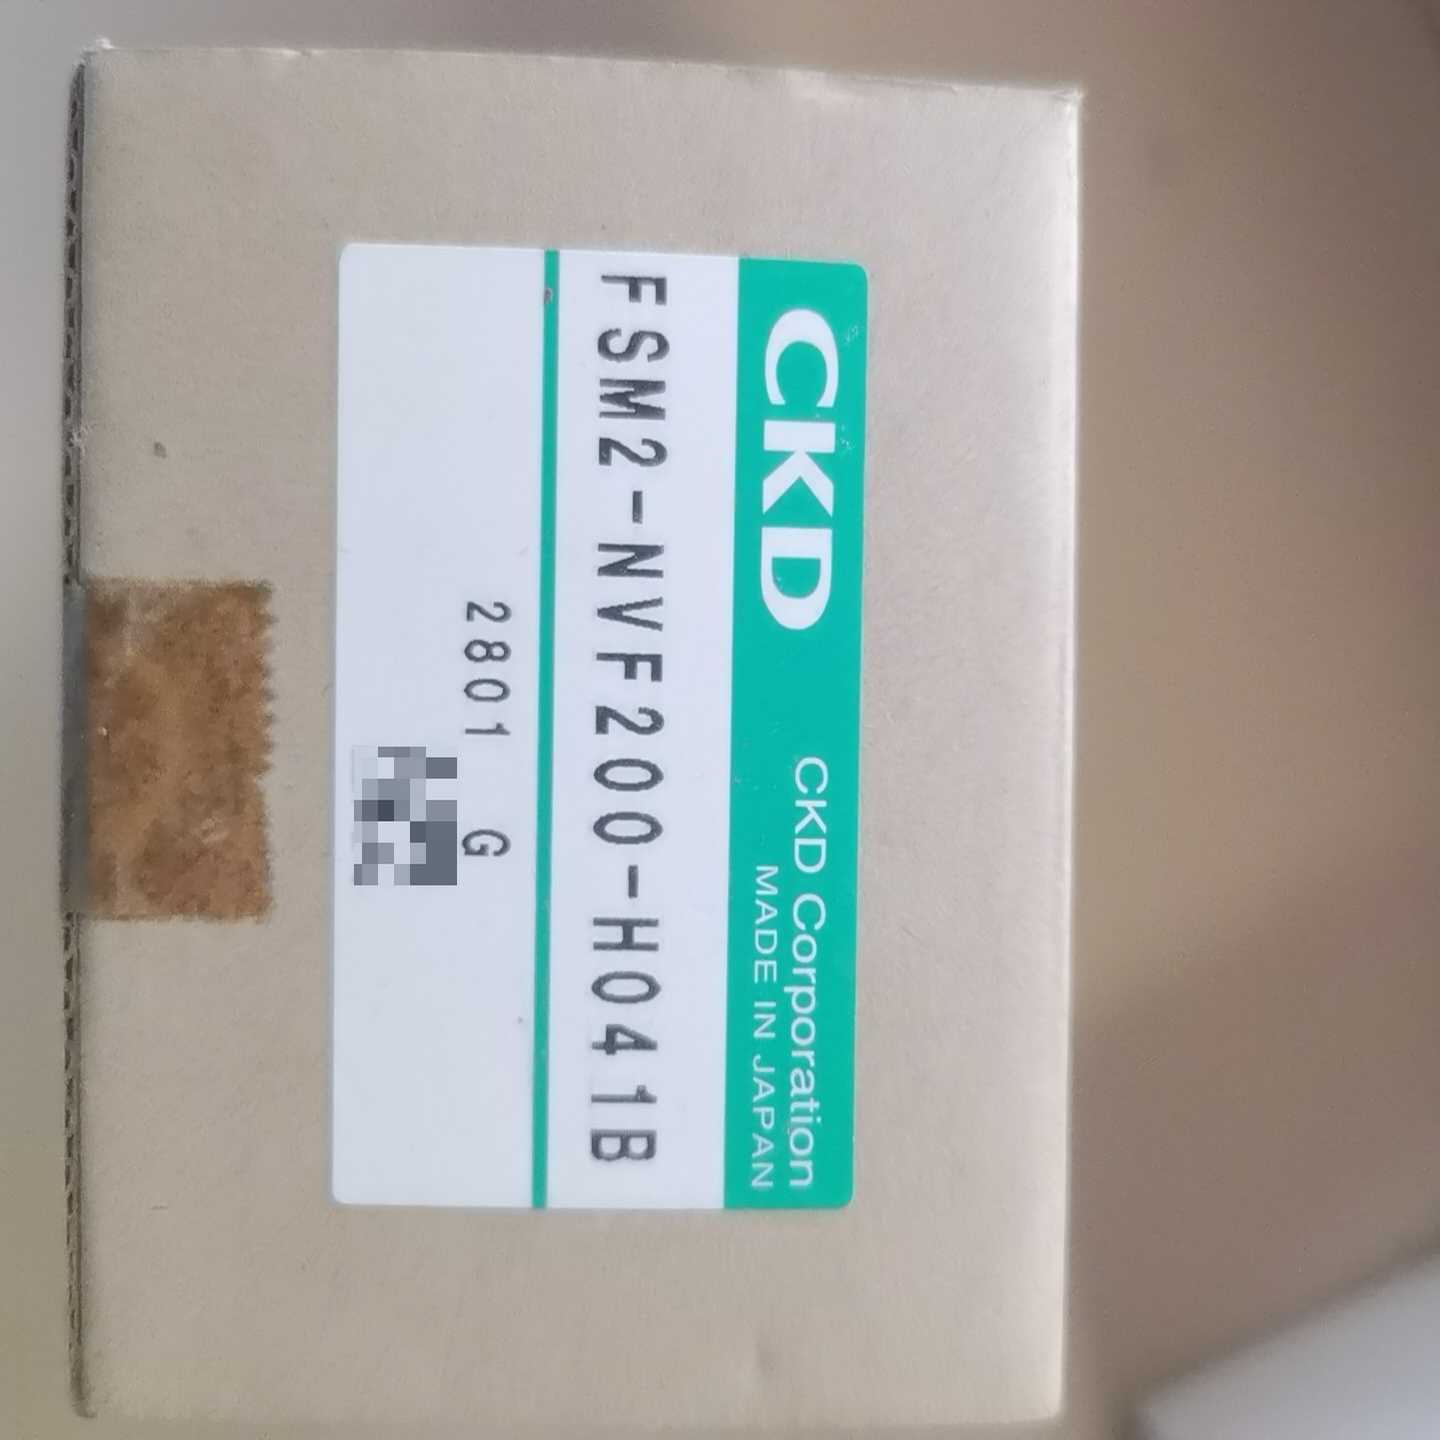 CKD
CKD Corporation
MADE IN JAPAN
FSM2-NVF200-H041B
2801 G